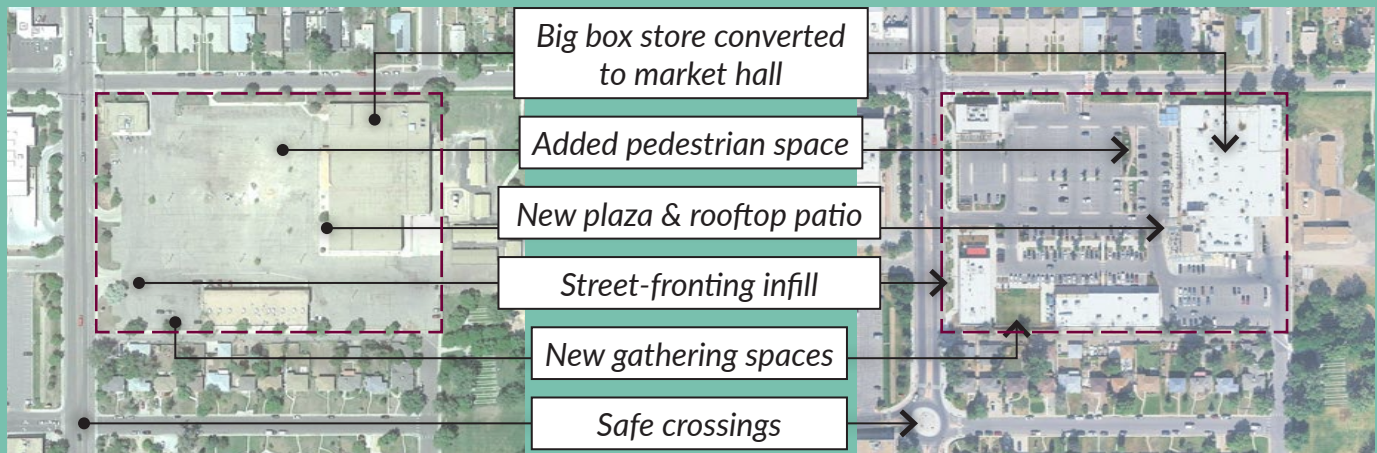 Big box store converted
to market hall
Added pedestrian space
New plaza & rooftop patio
Street-fronting infill
New gathering spaces
Safe crossings